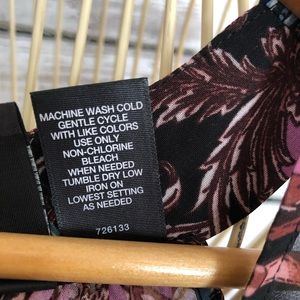 MACHINE WASH COLD
GENTLE CYCLE
WITH LIKE COLORS
USE ONLY
NON-CHLORINE
BLEACH
WHEN NEEDED
TUMBLE DRY LOW
IRON ON
LOWEST SETTING
AS NEEDED
726133